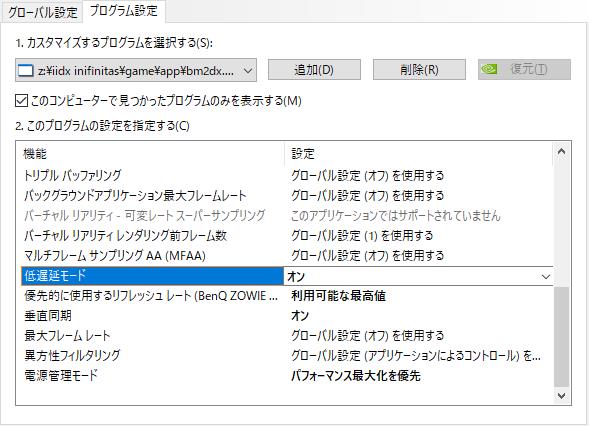 グローバル設定 プログラム設定
1. カスタマイズするプログラムを選択する(S):
z:¥iidx inifinitas¥game¥app¥bm2dx.... 追加(D) 削除(R) 復元(T)
このコンピューターで見つかったプログラムのみを表示する(M)
2. このプログラムの設定を指定する(C)
機能 設定
トリプル バッファリング グローバル設定 (オフ) を使用する
バックグラウンドアプリケーション最大フレームレート グローバル設定 (オフ) を使用する
バーチャル リアリティ - 可変レート スーパーサンプリング このアプリケーションではサポートされていません
バーチャル リアリティ レンダリング前フレーム数 グローバル設定 (1) を使用する
マルチフレーム サンプリング AA (MFAA) グローバル設定 (オフ) を使用する
低遅延モード オン
優先的に使用するリフレッシュ レート (BenQ ZOWIE ... 利用可能な最高値
垂直同期 オン
最大フレーム レート グローバル設定 (オフ) を使用する
異方性フィルタリング グローバル設定 (アプリケーションによるコントロール) を...
電源管理モード パフォーマンス最大化を優先